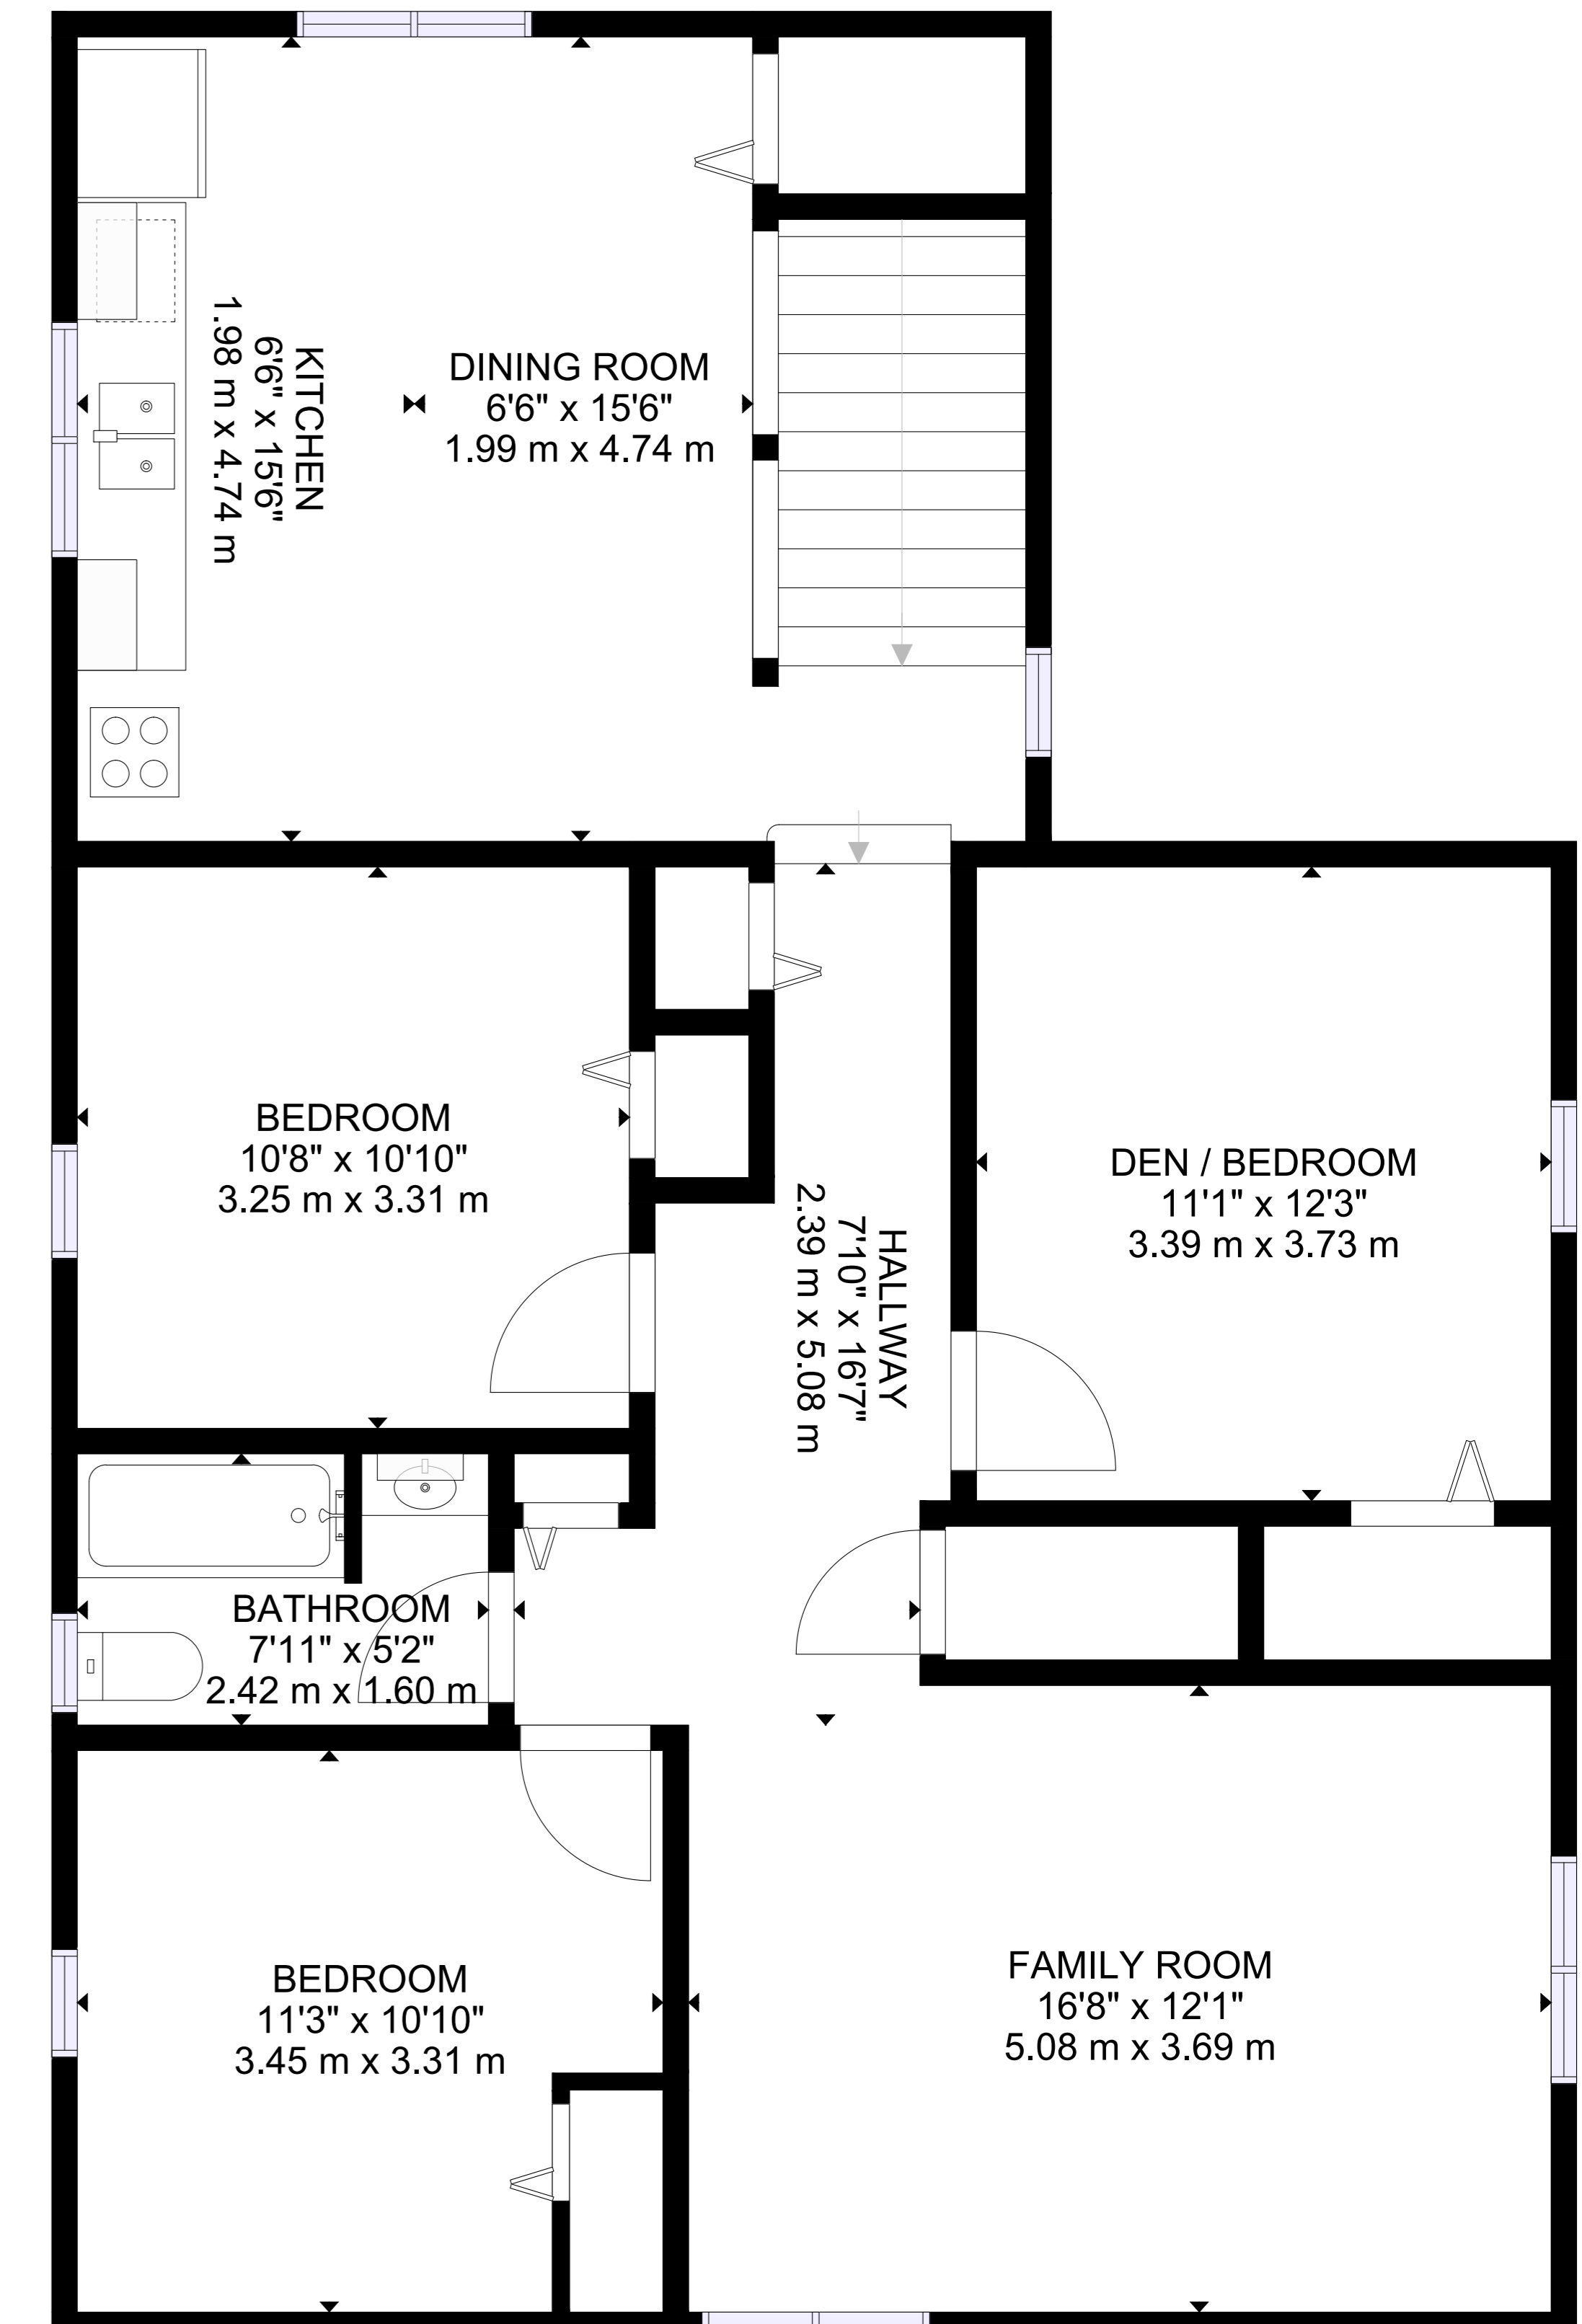 KITCHEN
6'6" x 15'6"
1.98 m x 4.74 m
DINING ROOM
6'6" x 15'6"
1.99 m x 4.74 m
BEDROOM
10'8" x 10'10"
3.25 m x 3.31 m
HALLWAY
7'10" x 16'7"
2.39 m x 5.08 m
DEN / BEDROOM
11'1" x 12'3"
3.39 m x 3.73 m
BATHROOM
7'11" x 5'2"
2.42 m x 1.60 m
BEDROOM
11'3" x 10'10"
3.45 m x 3.31 m
FAMILY ROOM
16'8" x 12'1"
5.08 m x 3.69 m